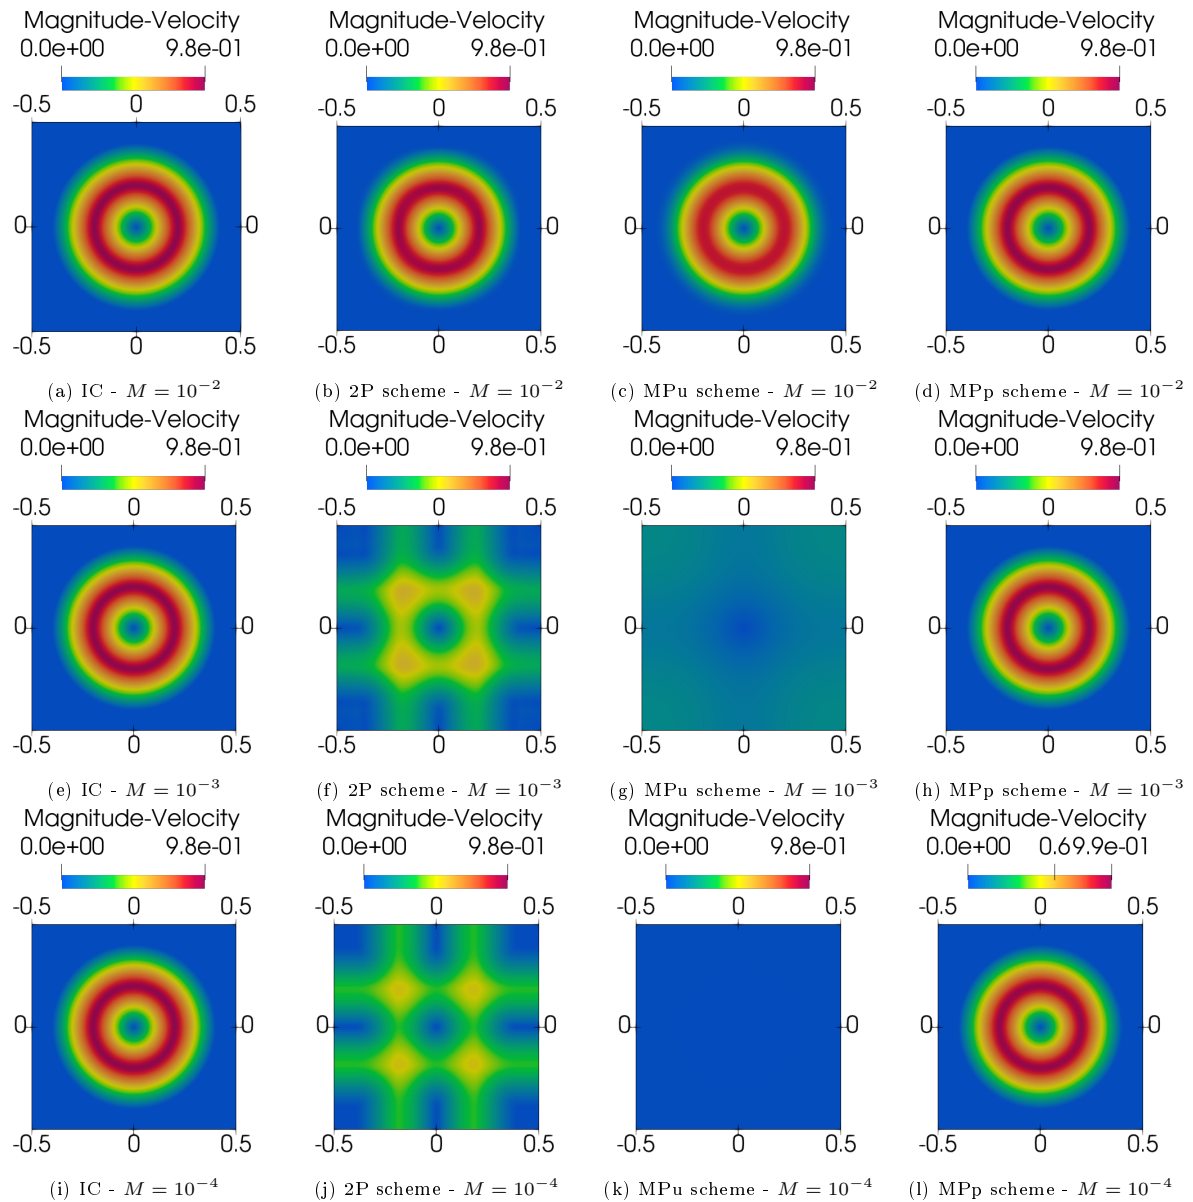 Magnitude-Velocity Magnitude-Velocity Magnitude-Velocity Magnitude-Velocity
0.0e+00 9.8e-01 0.0e+00 9.8e-01 0.0e+00 9.8e-01 0.0e+00 9.8e-01
-0.5 0 0.5 -0.5 0 0.5 -0.5 0 0.5 -0.5 0 0.5
0 0 0 0 0 0 0 0
-0.5 0 0.5 -0.5 0 0.5 -0.5 0 0.5 -0.5 0 0.5
(a) IC - M = 10⁻² (b) 2P scheme - M = 10⁻² (c) MPu scheme - M = 10⁻² (d) MPp scheme - M = 10⁻²
Magnitude-Velocity Magnitude-Velocity Magnitude-Velocity Magnitude-Velocity
0.0e+00 9.8e-01 0.0e+00 9.8e-01 0.0e+00 9.8e-01 0.0e+00 9.8e-01
-0.5 0 0.5 -0.5 0 0.5 -0.5 0 0.5 -0.5 0 0.5
0 0 0 0 0 0 0 0
-0.5 0 0.5 -0.5 0 0.5 -0.5 0 0.5 -0.5 0 0.5
(e) IC - M = 10⁻³ (f) 2P scheme - M = 10⁻³ (g) MPu scheme - M = 10⁻³ (h) MPp scheme - M = 10⁻³
Magnitude-Velocity Magnitude-Velocity Magnitude-Velocity Magnitude-Velocity
0.0e+00 9.8e-01 0.0e+00 9.8e-01 0.0e+00 9.8e-01 0.0e+00 0.69.9e-01
-0.5 0 0.5 -0.5 0 0.5 -0.5 0 0.5 -0.5 0 0.5
0 0 0 0 0 0 0 0
-0.5 0 0.5 -0.5 0 0.5 -0.5 0 0.5 -0.5 0 0.5
(i) IC - M = 10⁻⁴ (j) 2P scheme - M = 10⁻⁴ (k) MPu scheme - M = 10⁻⁴ (l) MPp scheme - M = 10⁻⁴